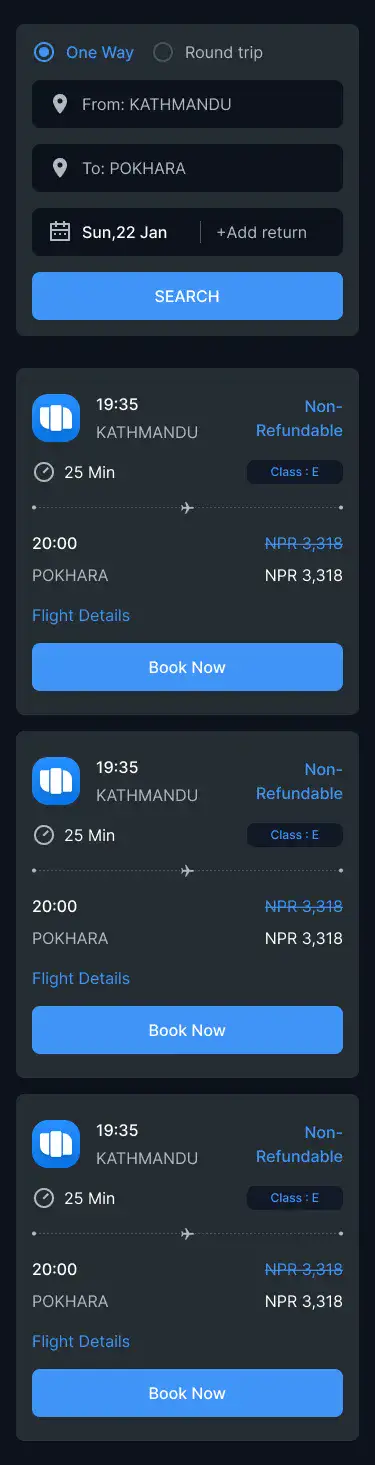 One Way Round trip
From: KATHMANDU
To: POKHARA
Sun,22 Jan +Add return
SEARCH
19:35
KATHMANDU
Non-
Refundable
25 Min Class : E
20:00 NPR 3,318
POKHARA NPR 3,318
Flight Details
Book Now
19:35
KATHMANDU
Non-
Refundable
25 Min Class : E
20:00 NPR 3,318
POKHARA NPR 3,318
Flight Details
Book Now
19:35
KATHMANDU
Non-
Refundable
25 Min Class : E
20:00 NPR 3,318
POKHARA NPR 3,318
Flight Details
Book Now